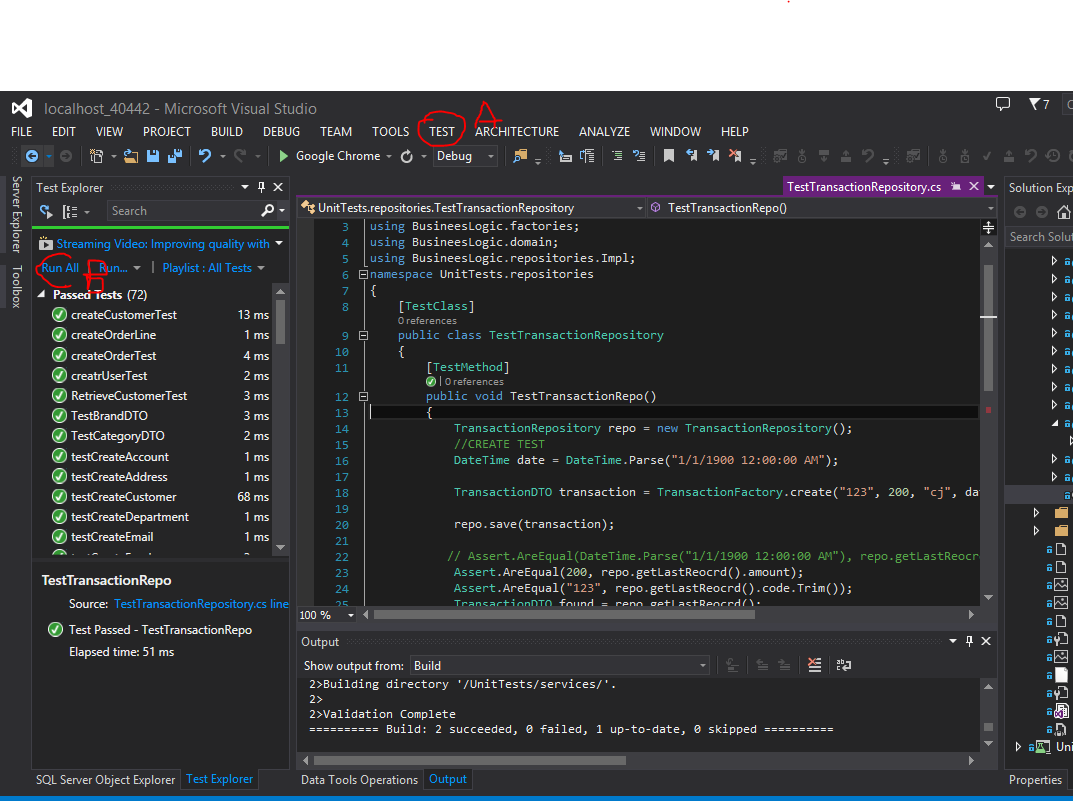 localhost_40442 - Microsoft Visual Studio
7
FILE EDIT VIEW PROJECT BUILD DEBUG TEAM TOOLS TEST ARCHITECTURE ANALYZE WINDOW HELP
A
Google Chrome Debug
Server Explorer
Toolbox
Test Explorer
Search
Streaming Video: Improving quality with
Run All Run... Playlist : All Tests
B
Passed Tests (72)
createCustomerTest 13 ms
createOrderLine 1 ms
createOrderTest 4 ms
creatrUserTest 2 ms
RetrieveCustomerTest 3 ms
TestBrandDTO 3 ms
TestCategoryDTO 2 ms
testCreateAccount 1 ms
testCreateAddress 1 ms
testCreateCustomer 68 ms
testCreateDepartment 1 ms
testCreateEmail 1 ms
TestTransactionRepo
Source: TestTransactionRepository.cs line
Test Passed - TestTransactionRepo
Elapsed time: 51 ms
SQL Server Object Explorer Test Explorer
TestTransactionRepository.cs
UnitTests.repositories.TestTransactionRepository TestTransactionRepo()
3 using BusineesLogic.factories;
4 using BusineesLogic.domain;
5 using BusineesLogic.repositories.Impl;
6 namespace UnitTests.repositories
7 {
8 [TestClass]
0 references
9 public class TestTransactionRepository
10 {
11 [TestMethod]
| 0 references
12 public void TestTransactionRepo()
13 {
14 TransactionRepository repo = new TransactionRepository();
15 //CREATE TEST
16 DateTime date = DateTime.Parse("1/1/1900 12:00:00 AM");
17
18 TransactionDTO transaction = TransactionFactory.create("123", 200, "cj", da
19
20 repo.save(transaction);
21
22 // Assert.AreEqual(DateTime.Parse("1/1/1900 12:00:00 AM"), repo.getLastReocr
23 Assert.AreEqual(200, repo.getLastReocrd().amount);
24 Assert.AreEqual("123", repo.getLastReocrd().code.Trim());
25 TransactionDTO found = repo.getLastReocrd();
100 %
Output
Show output from: Build
2>Building directory '/UnitTests/services/'.
2>
2>Validation Complete
========== Build: 2 succeeded, 0 failed, 1 up-to-date, 0 skipped ==========
Data Tools Operations Output
Solution Exp
Search Solu
Uni
Properties